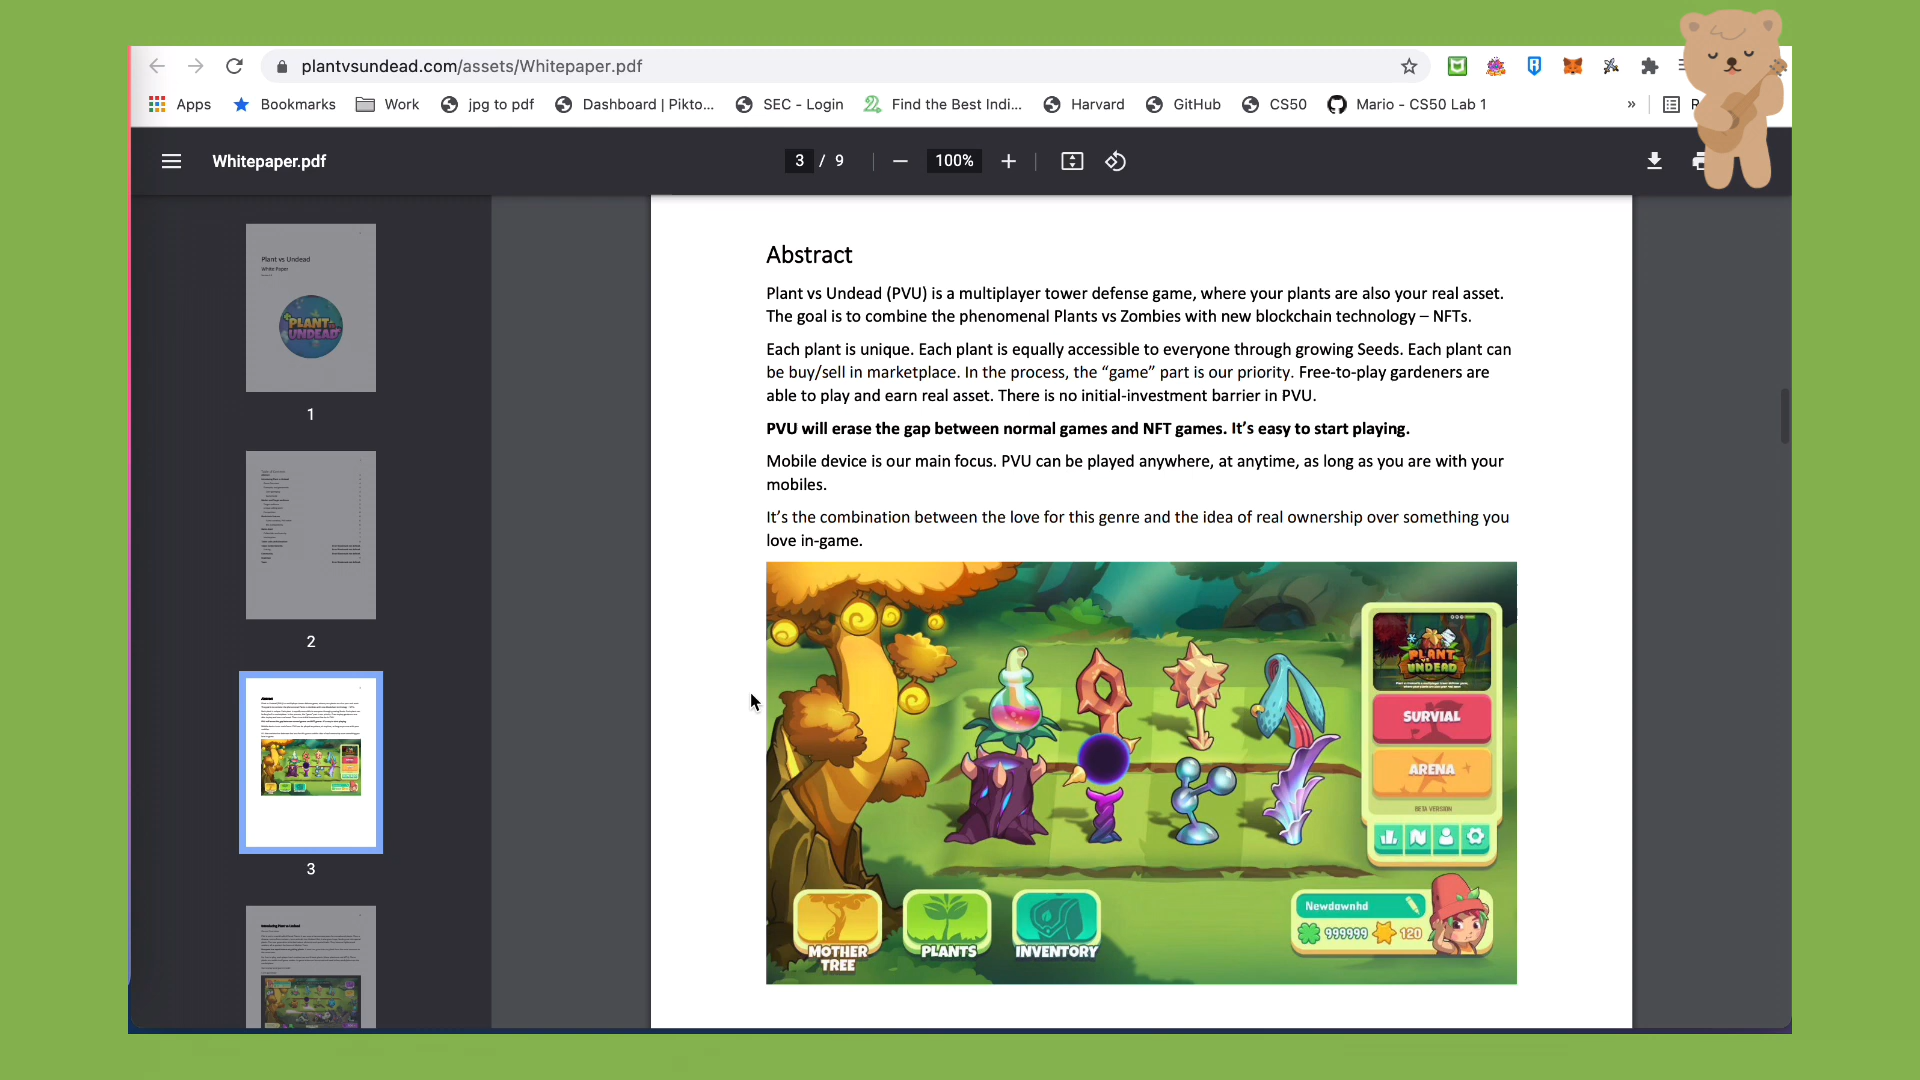 plantvsundead.com/assets/Whitepaper.pdf
Apps Bookmarks Work jpg to pdf Dashboard | Pikto... SEC - Login Find the Best Indi... Harvard GitHub CS50 Mario - CS50 Lab 1 »
Whitepaper.pdf 3 / 9 100%
Plant vs Undead
White Paper
PLANT UNDEAD
1
2
3
Abstract
Plant vs Undead (PVU) is a multiplayer tower defense game, where your plants are also your real asset.
The goal is to combine the phenomenal Plants vs Zombies with new blockchain technology – NFTs.
Each plant is unique. Each plant is equally accessible to everyone through growing Seeds. Each plant can
be buy/sell in marketplace. In the process, the “game” part is our priority. Free-to-play gardeners are
able to play and earn real asset. There is no initial-investment barrier in PVU.
PVU will erase the gap between normal games and NFT games. It’s easy to start playing.
Mobile device is our main focus. PVU can be played anywhere, at anytime, as long as you are with your
mobiles.
It’s the combination between the love for this genre and the idea of real ownership over something you
love in-game.
PLANT
UNDEAD
SURVIAL
ARENA
BETA VERSION
MOTHER
TREE
PLANTS
INVENTORY
Newdawnhd
999999 120